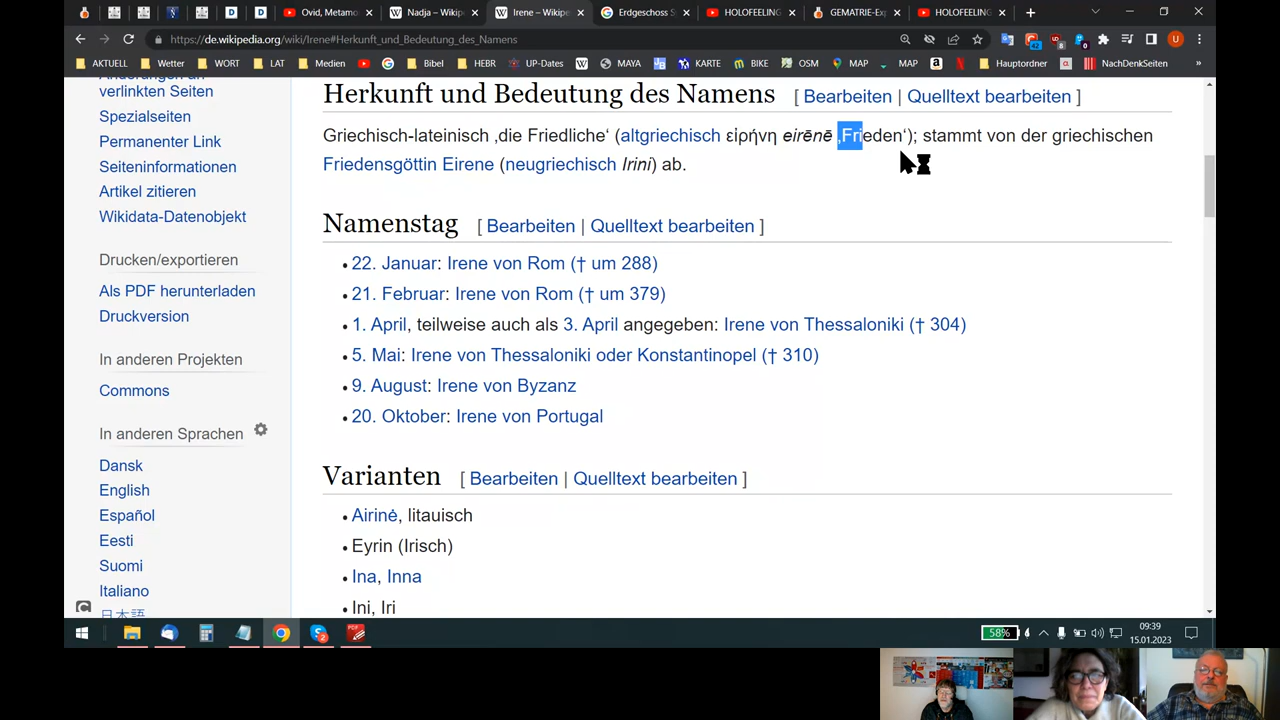 Ovid, Metamo
Nadja – Wikip
Irene – Wikipe
Erdgeschoss S
HOLOFEELING
GEMATRIE-Exp
HOLOFEELING
https://de.wikipedia.org/wiki/Irene#Herkunft_und_Bedeutung_des_Namens
AKTUELL
Wetter
WORT
LAT
Medien
Bibel
HEBR
UP-Dates
MAYA
KARTE
BIKE
OSM
MAP
MAP
Hauptordner
NachDenkSeiten
Änderungen an
verlinkten Seiten
Spezialseiten
Permanenter Link
Seiteninformationen
Artikel zitieren
Wikidata-Datenobjekt
Drucken/exportieren
Als PDF herunterladen
Druckversion
In anderen Projekten
Commons
In anderen Sprachen
Dansk
English
Español
Eesti
Suomi
Italiano
日本語
Herkunft und Bedeutung des Namens [ Bearbeiten | Quelltext bearbeiten ]
Griechisch-lateinisch ‚die Friedliche‘ (altgriechisch εἰρήνη eirēnē ‚Frieden‘); stammt von der griechischen
Friedensgöttin Eirene (neugriechisch Irini) ab.
Namenstag [ Bearbeiten | Quelltext bearbeiten ]
22. Januar: Irene von Rom († um 288)
21. Februar: Irene von Rom († um 379)
1. April, teilweise auch als 3. April angegeben: Irene von Thessaloniki († 304)
5. Mai: Irene von Thessaloniki oder Konstantinopel († 310)
9. August: Irene von Byzanz
20. Oktober: Irene von Portugal
Varianten [ Bearbeiten | Quelltext bearbeiten ]
Airinė, litauisch
Eyrin (Irisch)
Ina, Inna
Ini, Iri
58%
09:39
15.01.2023